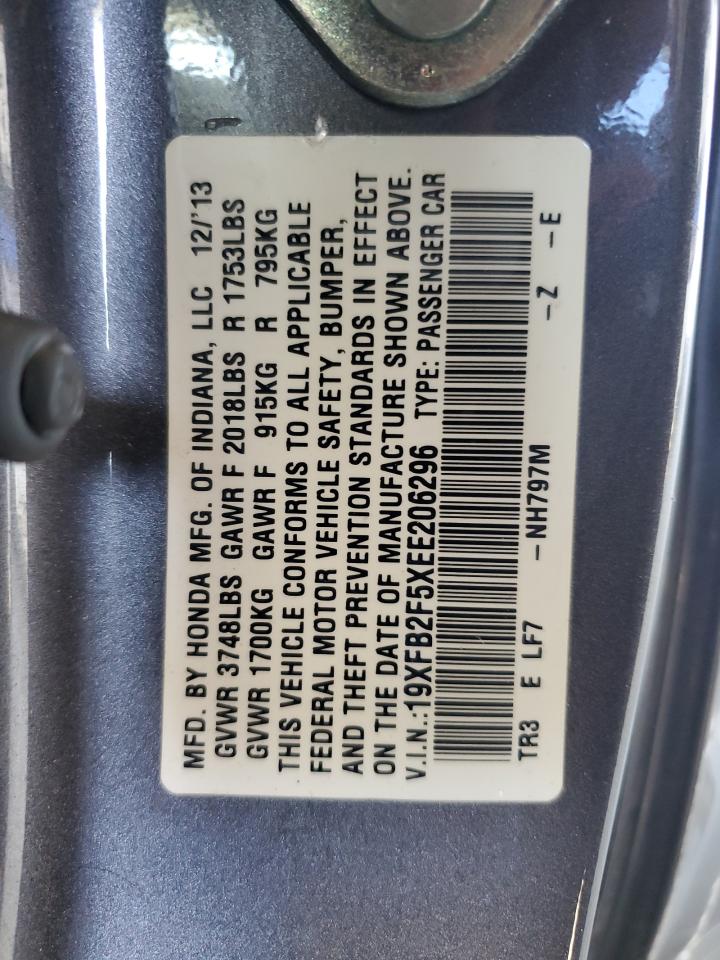 MFD. BY HONDA MFG. OF INDIANA, LLC 12/'13
GVWR 3748LBS GAWR F 2018LBS R 1753LBS
GVWR 1700KG GAWR F 915KG R 795KG
THIS VEHICLE CONFORMS TO ALL APPLICABLE
FEDERAL MOTOR VEHICLE SAFETY, BUMPER,
AND THEFT PREVENTION STANDARDS IN EFFECT
ON THE DATE OF MANUFACTURE SHOWN ABOVE.
V.I.N.:19XFB2F5XEE206296 TYPE: PASSENGER CAR
TR3 E LF7 -NH797M -Z -E